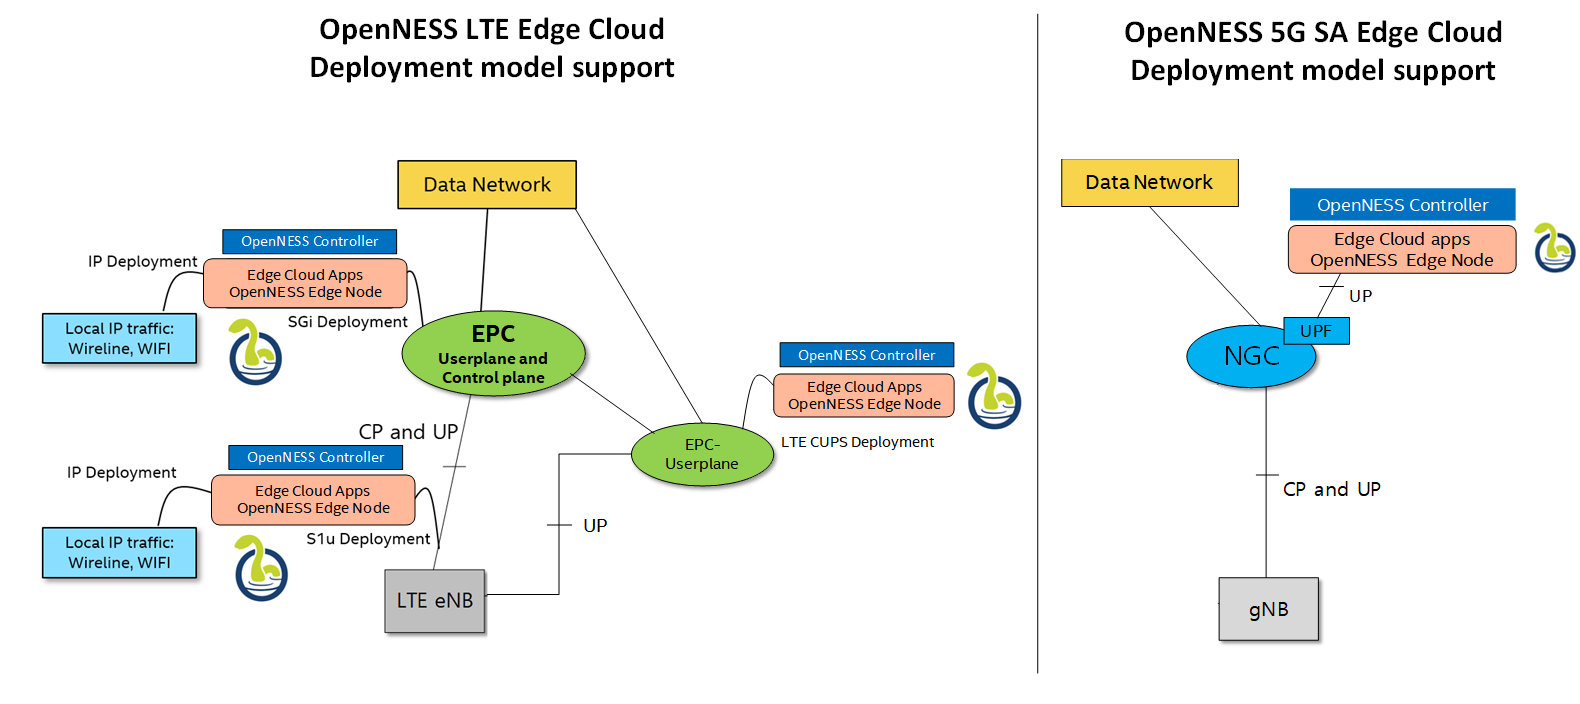 OpenNESS LTE Edge Cloud
Deployment model support
Data Network
OpenNESS Controller
IP Deployment
Edge Cloud Apps
OpenNESS Edge Node
SGi Deployment
Local IP traffic:
Wireline, WIFI
EPC
Userplane and
Control plane
OpenNESS Controller
Edge Cloud Apps
OpenNESS Edge Node
LTE CUPS Deployment
EPC-
Userplane
CP and UP
OpenNESS Controller
IP Deployment
Edge Cloud Apps
OpenNESS Edge Node
S1u Deployment
Local IP traffic:
Wireline, WIFI
UP
LTE eNB
OpenNESS 5G SA Edge Cloud
Deployment model support
Data Network
OpenNESS Controller
Edge Cloud apps
OpenNESS Edge Node
UP
UPF
NGC
CP and UP
gNB